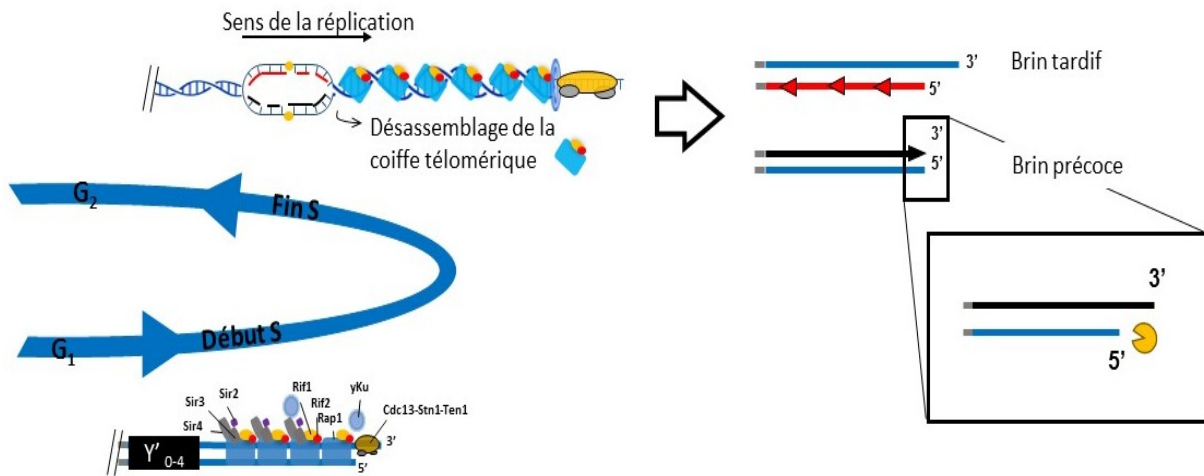 Sens de la réplication
Désassemblage de la
coiffe télomérique
3'
Brin tardif
5'
3'
5'
Brin précoce
3'
5'
G2
Fin S
G1
Début S
Sir3
Sir2
Sir4
Rif1
Rif2
Rap1
yKu
Cdc13-Stn1-Ten1
3'
5'
Y'0-4